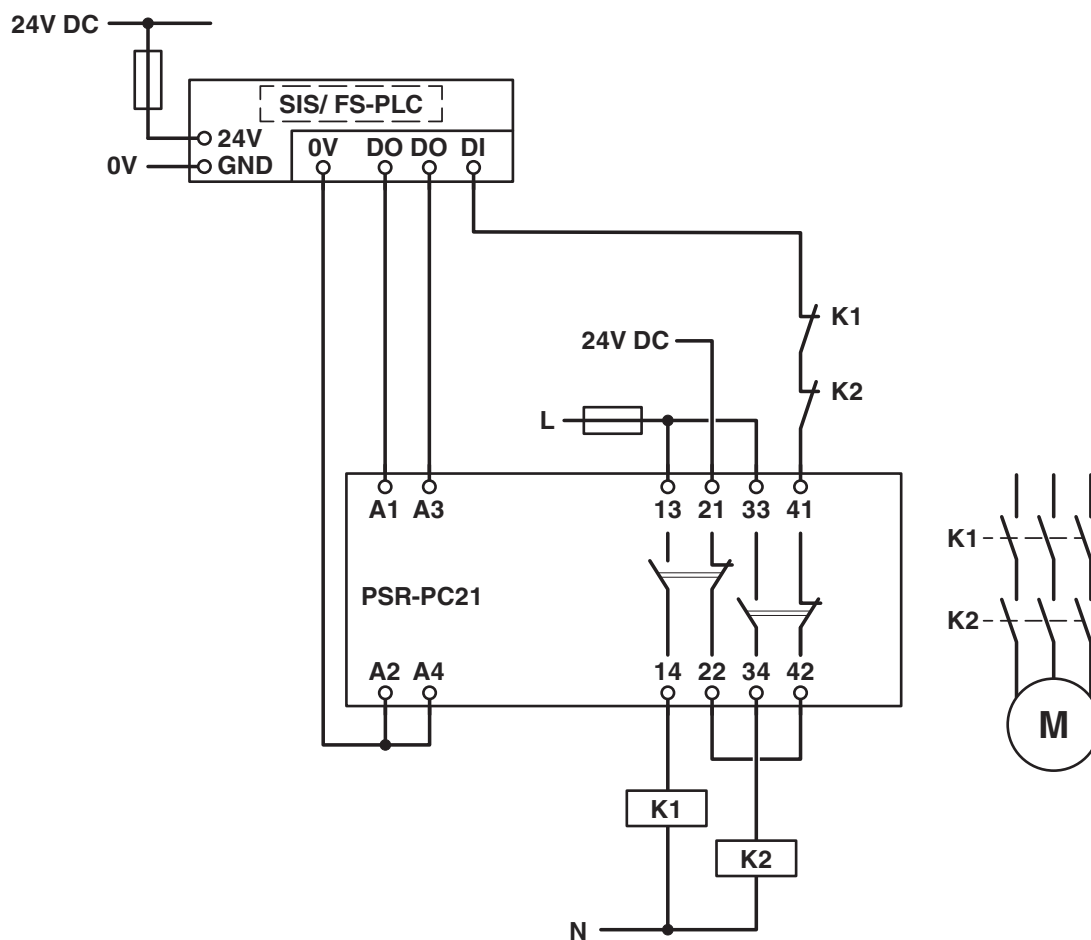 24V DC
SIS/ FS-PLC
24V
0V DO DO DI
0V
GND
K1
24V DC
K2
L
A1 A3 13 21 33 41
K1
PSR-PC21
K2
A2 A4 14 22 34 42
M
K1
K2
N